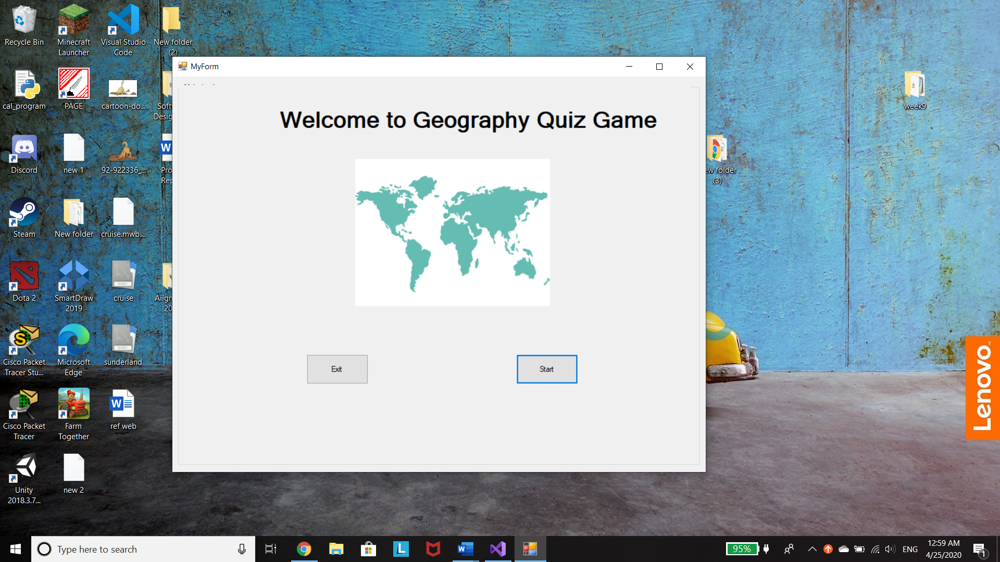 Recycle Bin
Minecraft
Launcher
Visual Studio
Code
New folder
(2)
cal_program
PAGE
cartoon-do...
Soft
Desig
Discord
new 1
92-922336_...
Pro
Rep
Steam
New folder
cruise.mwb....
Dota 2
SmartDraw
2019
cruise
Aiign
20
Cisco Packet
Tracer Stu...
Microsoft
Edge
sunderland
Cisco Packet
Tracer
Farm
Together
ref web
Unity
2018.3.7...
new 2
MyForm
Welcome to Geography Quiz Game
Exit
Start
week9
ew folder
(3)
Lenovo
Type here to search
95%
ENG
12:59 AM
4/25/2020
1